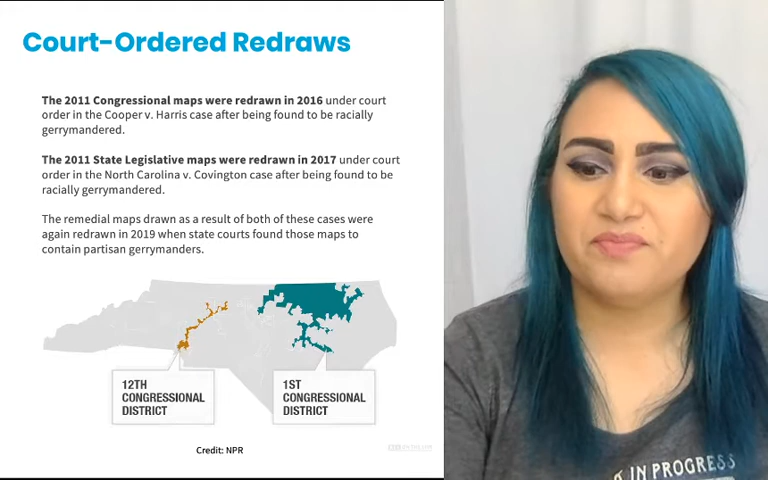 Court-Ordered Redraws
The 2011 Congressional maps were redrawn in 2016 under court
order in the Cooper v. Harris case after being found to be racially
gerrymandered.
The 2011 State Legislative maps were redrawn in 2017 under court
order in the North Carolina v. Covington case after being found to be
racially gerrymandered.
The remedial maps drawn as a result of both of these cases were
again redrawn in 2019 when state courts found those maps to
contain partisan gerrymanders.
12TH
CONGRESSIONAL
DISTRICT
1ST
CONGRESSIONAL
DISTRICT
Credit: NPR
IN PROGRESS